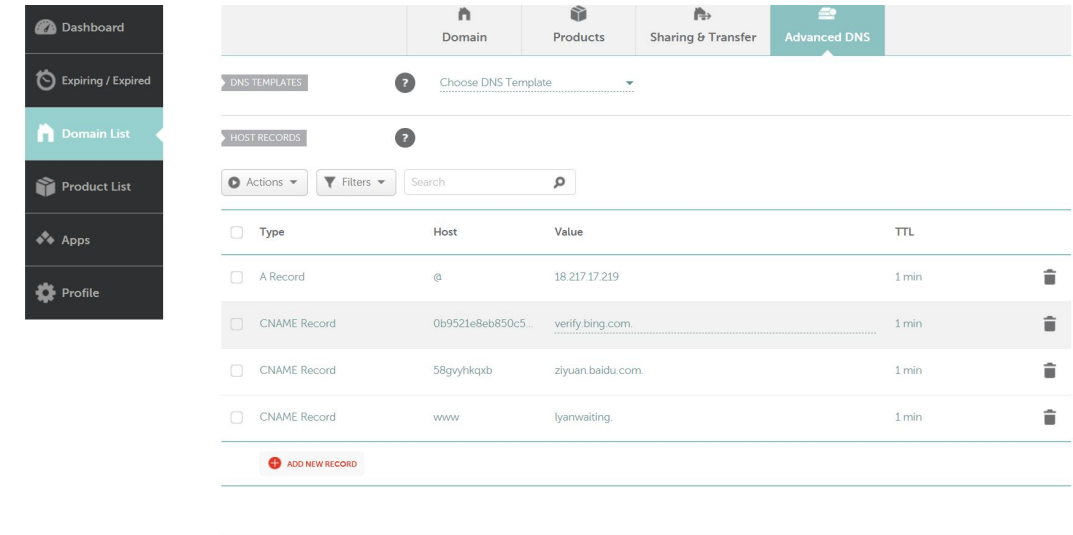 Dashboard
Expiring / Expired
Domain List
Product List
Apps
Profile
Domain
Products
Sharing & Transfer
Advanced DNS
DNS TEMPLATES
? Choose DNS Template
HOST RECORDS
?
Actions Filters Search
Type Host Value TTL
A Record @ 18.217.17.219 1 min
CNAME Record 0b9521e8eb850c5... verify.bing.com. 1 min
CNAME Record 58gvyhkqxb ziyuan.baidu.com. 1 min
CNAME Record www lyanwaiting. 1 min
ADD NEW RECORD